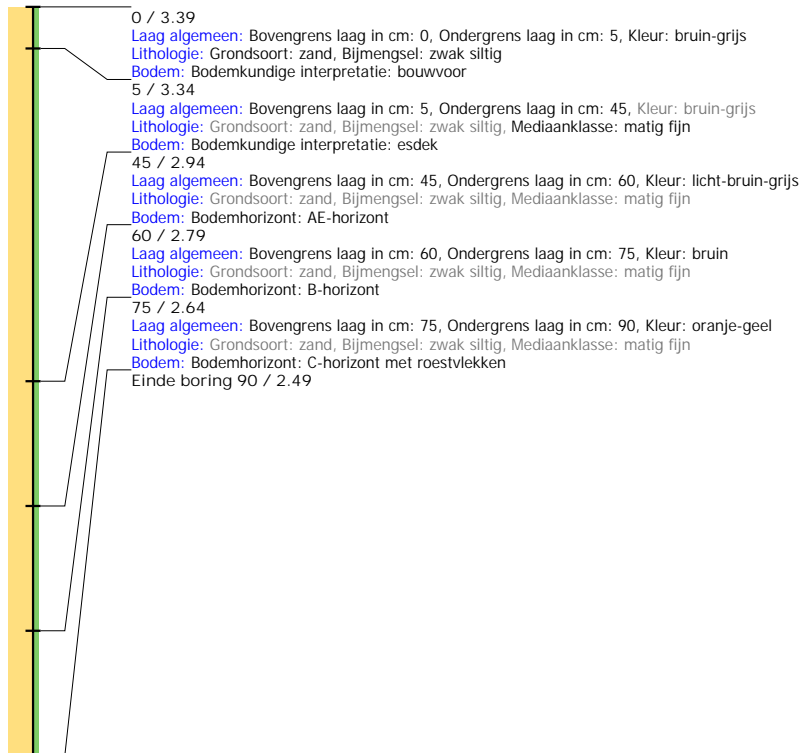 0 / 3.39
Laag algemeen: Bovengrens laag in cm: 0, Ondergrens laag in cm: 5, Kleur: bruin-grijs
Lithologie: Grondsoort: zand, Bijmengsel: zwak siltig
Bodem: Bodemkundige interpretatie: bouwvoor
5 / 3.34
Laag algemeen: Bovengrens laag in cm: 5, Ondergrens laag in cm: 45, Kleur: bruin-grijs
Lithologie: Grondsoort: zand, Bijmengsel: zwak siltig, Mediaanklasse: matig fijn
Bodem: Bodemkundige interpretatie: esdek
45 / 2.94
Laag algemeen: Bovengrens laag in cm: 45, Ondergrens laag in cm: 60, Kleur: licht-bruin-grijs
Lithologie: Grondsoort: zand, Bijmengsel: zwak siltig, Mediaanklasse: matig fijn
Bodem: Bodemhorizont: AE-horizont
60 / 2.79
Laag algemeen: Bovengrens laag in cm: 60, Ondergrens laag in cm: 75, Kleur: bruin
Lithologie: Grondsoort: zand, Bijmengsel: zwak siltig, Mediaanklasse: matig fijn
Bodem: Bodemhorizont: B-horizont
75 / 2.64
Laag algemeen: Bovengrens laag in cm: 75, Ondergrens laag in cm: 90, Kleur: oranje-geel
Lithologie: Grondsoort: zand, Bijmengsel: zwak siltig, Mediaanklasse: matig fijn
Bodem: Bodemhorizont: C-horizont met roestvlekken
Einde boring 90 / 2.49